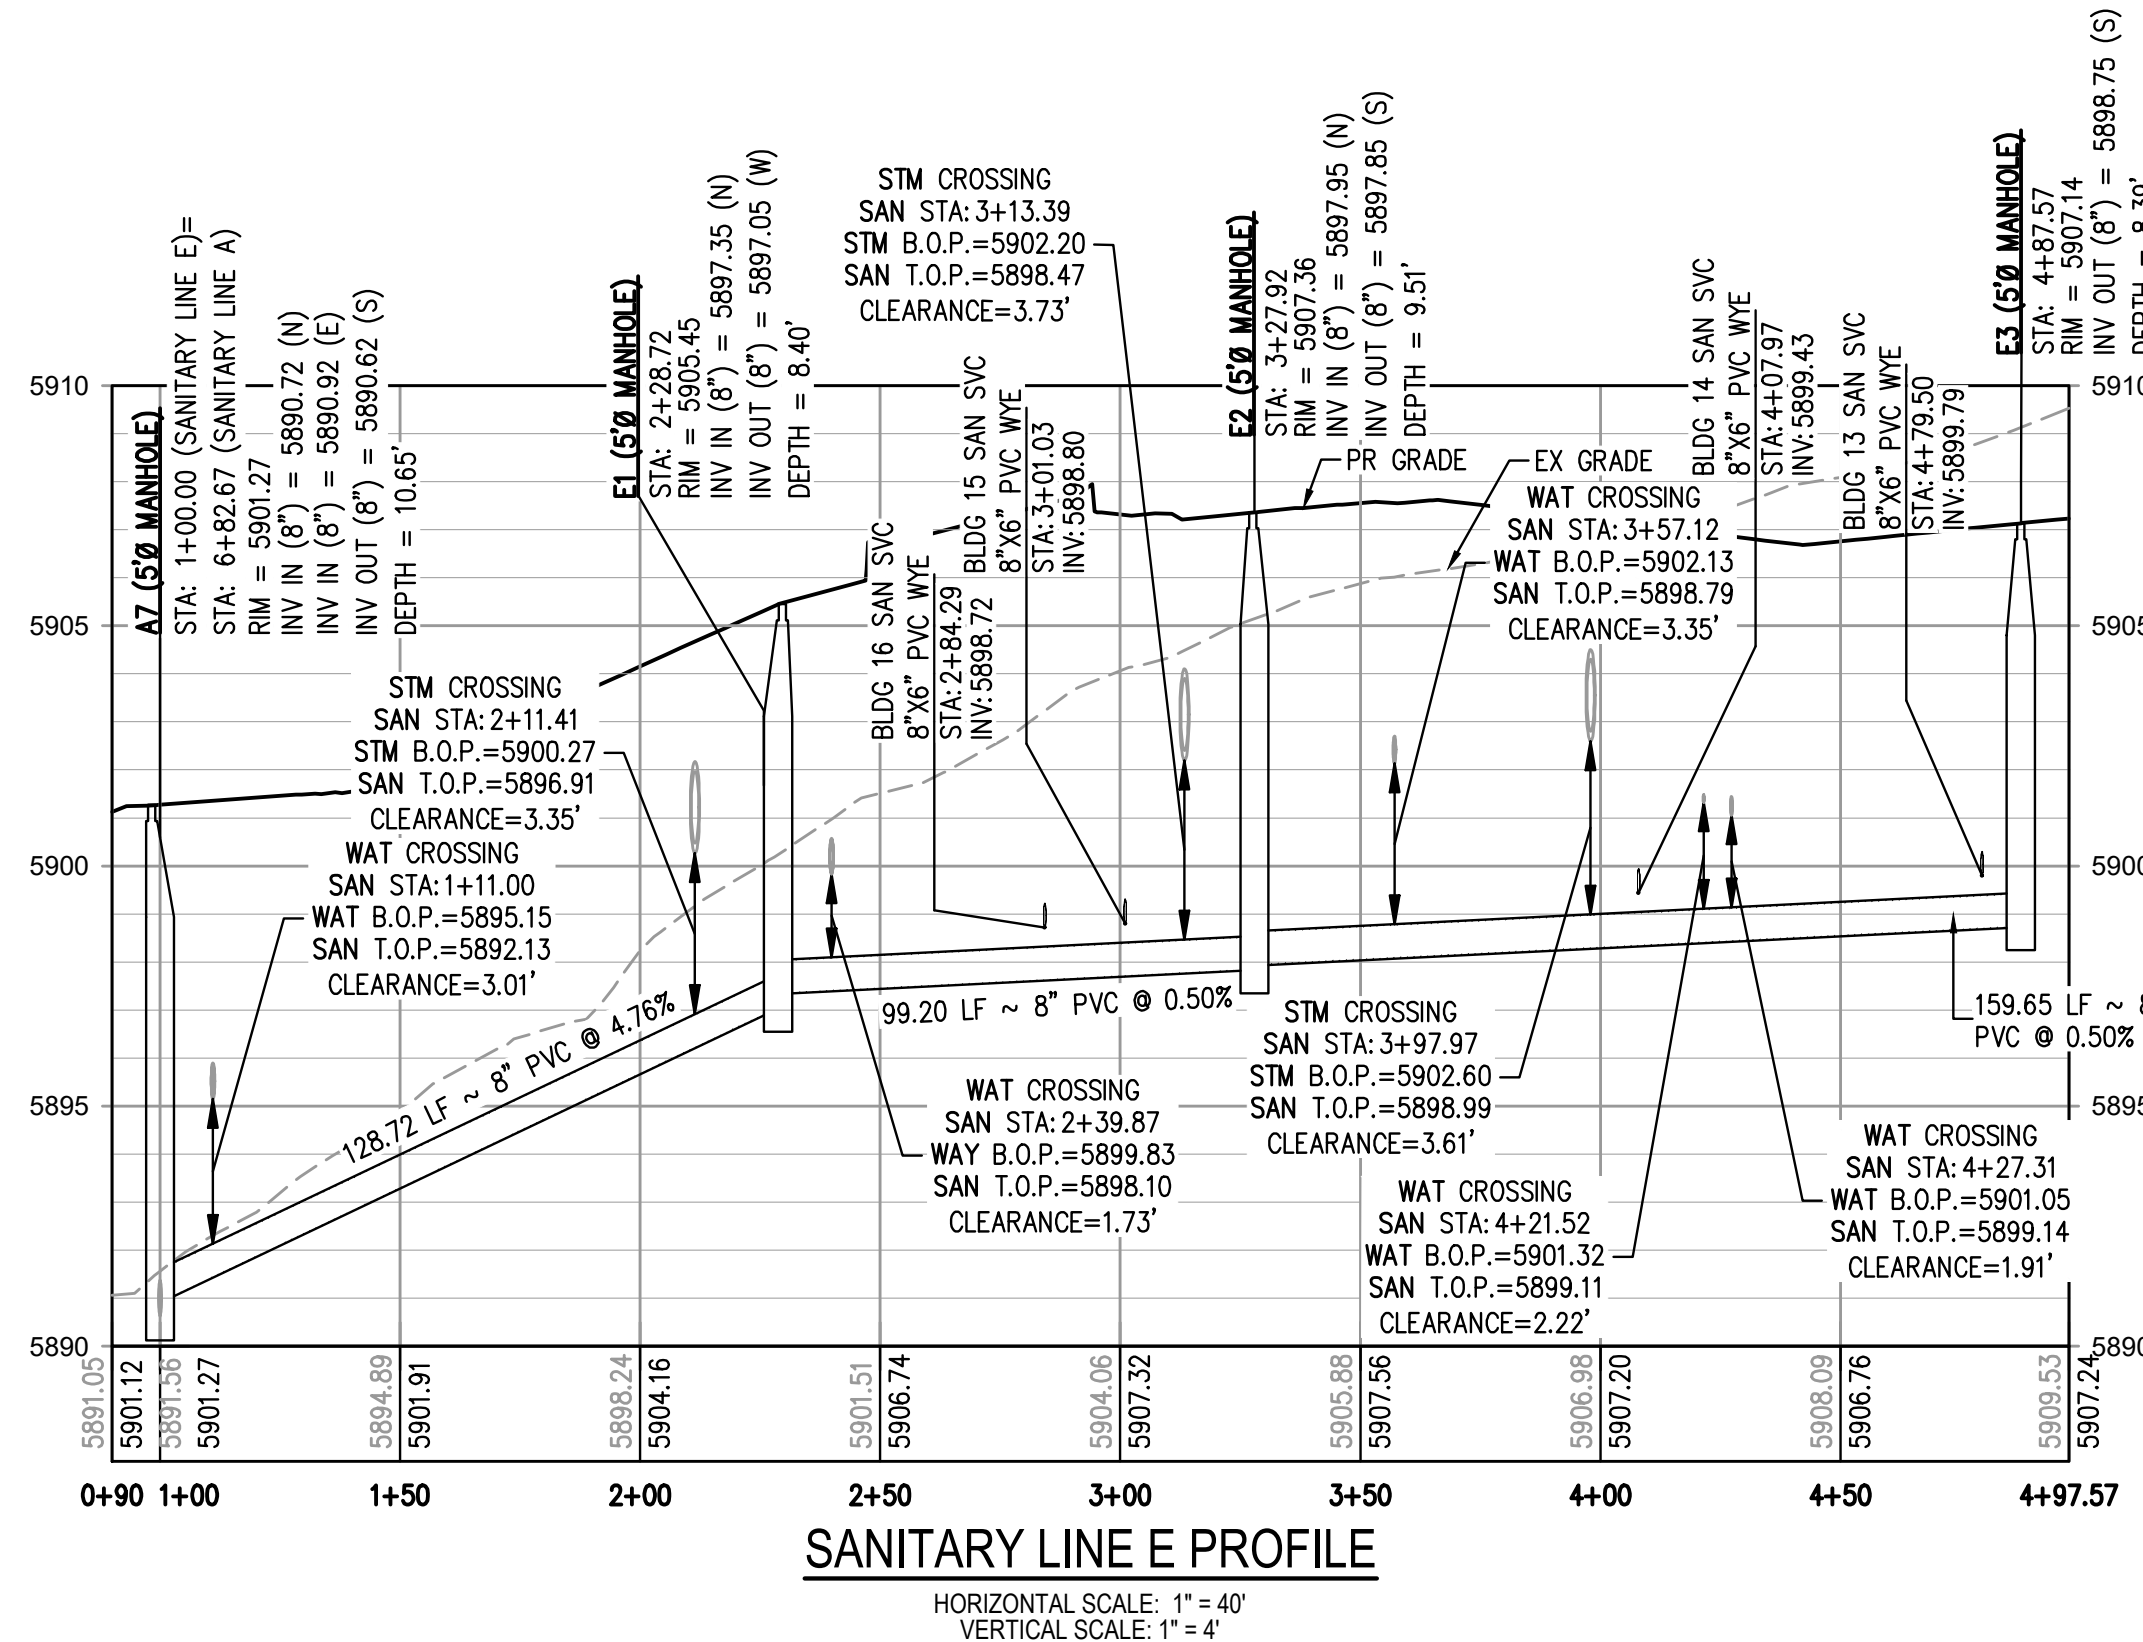 A7 (5'Ø MANHOLE)
STA: 1+00.00 (SANITARY LINE E)=
STA: 6+82.67 (SANITARY LINE A)
RIM = 5901.27
INV IN (8") = 5890.72 (N)
INV IN (8") = 5890.92 (E)
INV OUT (8") = 5890.62 (S)
DEPTH = 10.65'
E1 (5'Ø MANHOLE)
STA: 2+28.72
RIM = 5905.45
INV IN (8") = 5897.35 (N)
INV OUT (8") = 5897.05 (W)
DEPTH = 8.40'
STM CROSSING
SAN STA: 3+13.39
STM B.O.P.=5902.20
SAN T.O.P.=5898.47
CLEARANCE=3.73'
E2 (5'Ø MANHOLE)
STA: 3+27.92
RIM = 5907.36
INV IN (8") = 5897.95 (N)
INV OUT (8") = 5897.85 (S)
DEPTH = 9.51'
E3 (5'Ø MANHOLE)
STA: 4+87.57
RIM = 5907.14
INV OUT (8") = 5898.75 (S)
DEPTH = 8.39'
BLDG 16 SAN SVC
8"X6" PVC WYE
STA: 2+84.29
INV: 5898.72
BLDG 15 SAN SVC
8"X6" PVC WYE
STA: 3+01.03
INV: 5898.80
BLDG 14 SAN SVC
8"X6" PVC WYE
STA: 4+07.97
INV: 5899.43
BLDG 13 SAN SVC
8"X6" PVC WYE
STA: 4+79.50
INV: 5899.79
PR GRADE
EX GRADE
WAT CROSSING
SAN STA: 3+57.12
WAT B.O.P.=5902.13
SAN T.O.P.=5898.79
CLEARANCE=3.35'
STM CROSSING
SAN STA: 2+11.41
STM B.O.P.=5900.27
SAN T.O.P.=5896.91
CLEARANCE=3.35'
WAT CROSSING
SAN STA: 1+11.00
WAT B.O.P.=5895.15
SAN T.O.P.=5892.13
CLEARANCE=3.01'
128.72 LF ~ 8" PVC @ 4.76%
99.20 LF ~ 8" PVC @ 0.50%
159.65 LF ~ 8
PVC @ 0.50%
STM CROSSING
SAN STA: 3+97.97
STM B.O.P.=5902.60
SAN T.O.P.=5898.99
CLEARANCE=3.61'
WAT CROSSING
SAN STA: 2+39.87
WAY B.O.P.=5899.83
SAN T.O.P.=5898.10
CLEARANCE=1.73'
WAT CROSSING
SAN STA: 4+21.52
WAT B.O.P.=5901.32
SAN T.O.P.=5899.11
CLEARANCE=2.22'
WAT CROSSING
SAN STA: 4+27.31
WAT B.O.P.=5901.05
SAN T.O.P.=5899.14
CLEARANCE=1.91'
5910
5905
5900
5895
5890
5910
5905
5900
5895
5890
5891.05
5901.12
5891.56
5901.27
5894.89
5901.91
5898.24
5904.16
5901.51
5906.74
5904.06
5907.32
5905.88
5907.56
5906.98
5907.20
5908.09
5906.76
5909.53
5907.24
0+90 1+00 1+50 2+00 2+50 3+00 3+50 4+00 4+50 4+97.57
SANITARY LINE E PROFILE
HORIZONTAL SCALE: 1" = 40'
VERTICAL SCALE: 1" = 4'